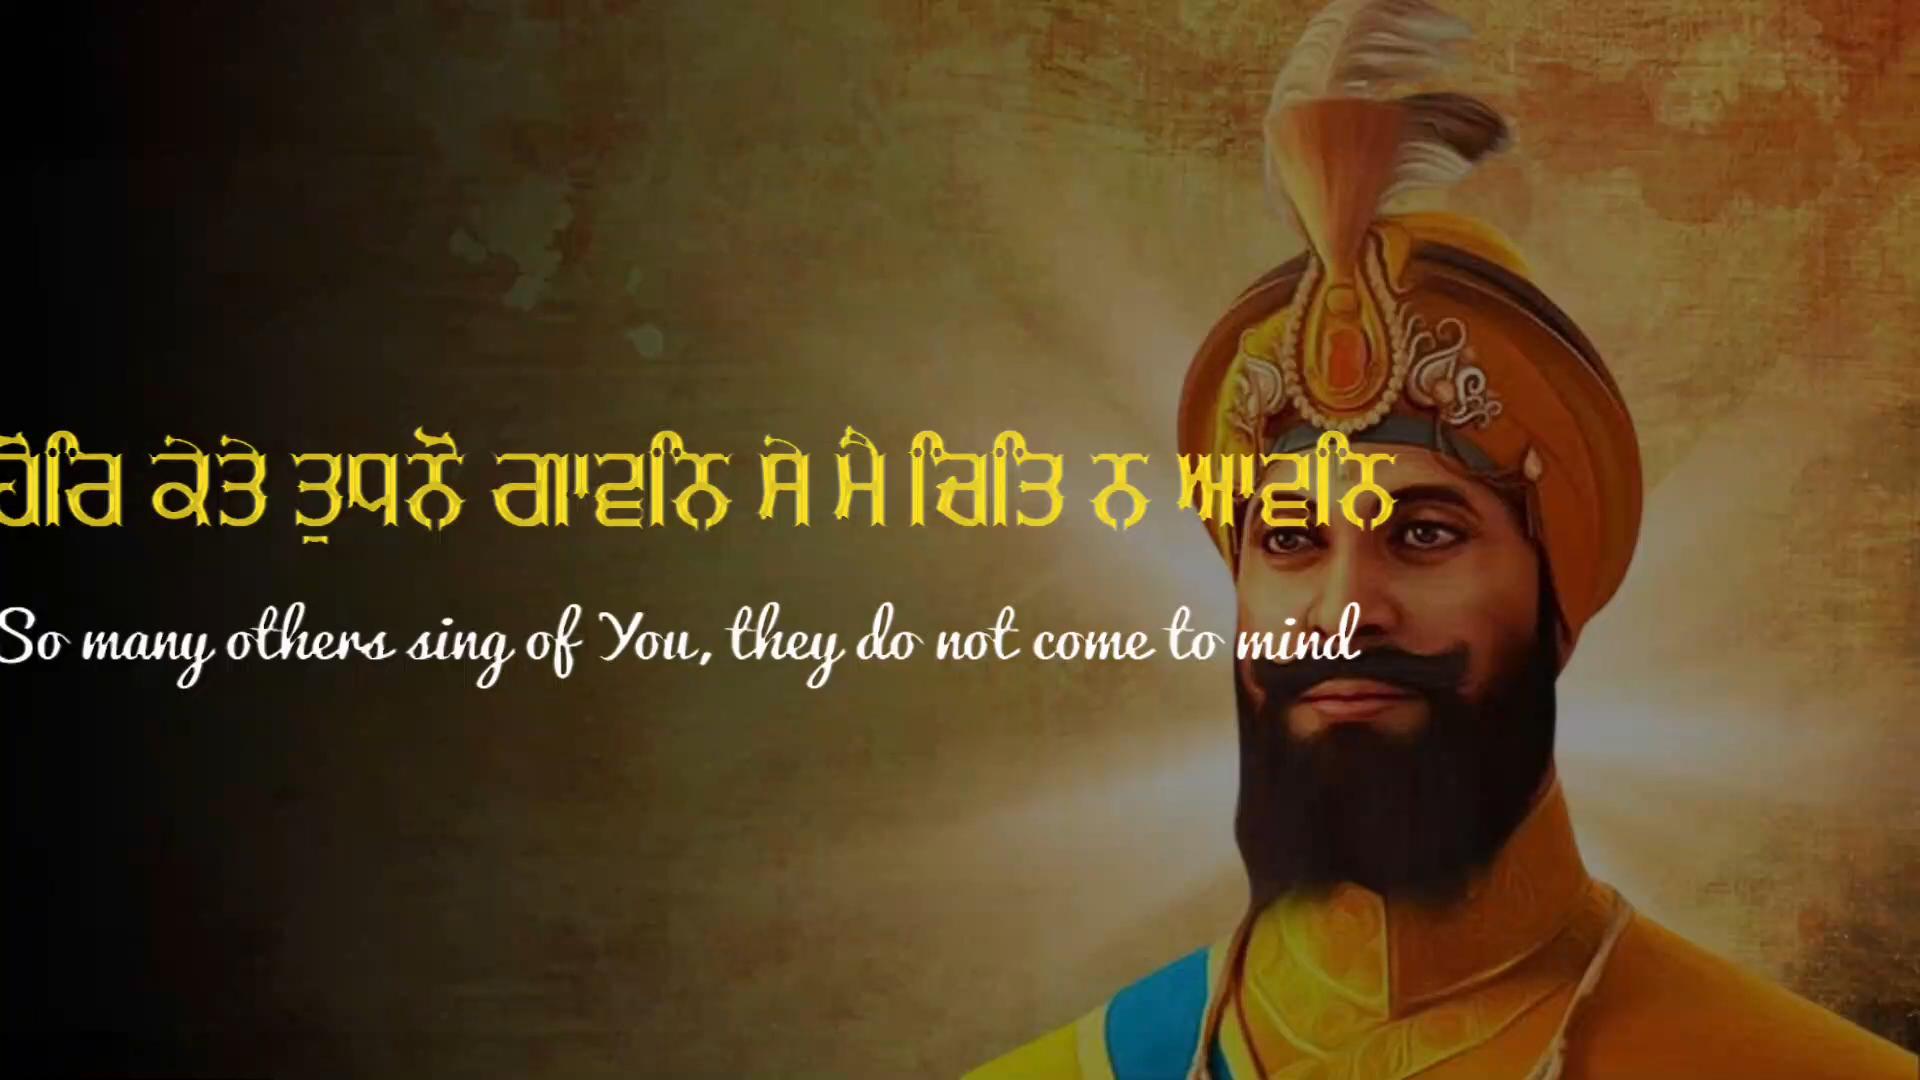 ਹੋਰਿ ਕੇਤੇ ਤੁਧਨੋ ਗਾਵਨਿ ਸੇ ਮੈ ਚਿਤਿ ਨ ਆਵਨਿ
So many others sing of You, they do not come to mind